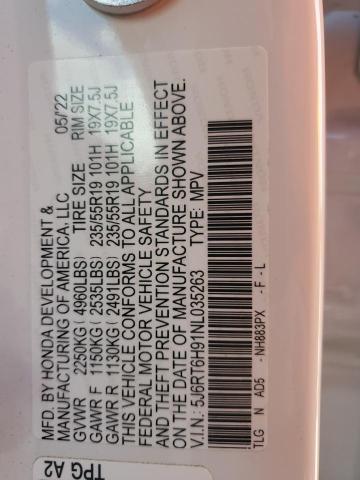 MFD. BY HONDA DEVELOPMENT &
MANUFACTURING OF AMERICA, LLC 05/'22
GVWR 2250KG (4960LBS) TIRE SIZE RIM SIZE
GAWR F 1150KG (2535LBS) 235/55R19 101H 19X7.5J
GAWR R 1130KG (2491LBS) 235/55R19 101H 19X7.5J
THIS VEHICLE CONFORMS TO ALL APPLICABLE
FEDERAL MOTOR VEHICLE SAFETY
AND THEFT PREVENTION STANDARDS IN EFFECT
ON THE DATE OF MANUFACTURE SHOWN ABOVE.
V.I.N.: 5J6RT6H91NL035263 TYPE: MPV
TLG N AD5 - NH883PX - F - L
TPG A2